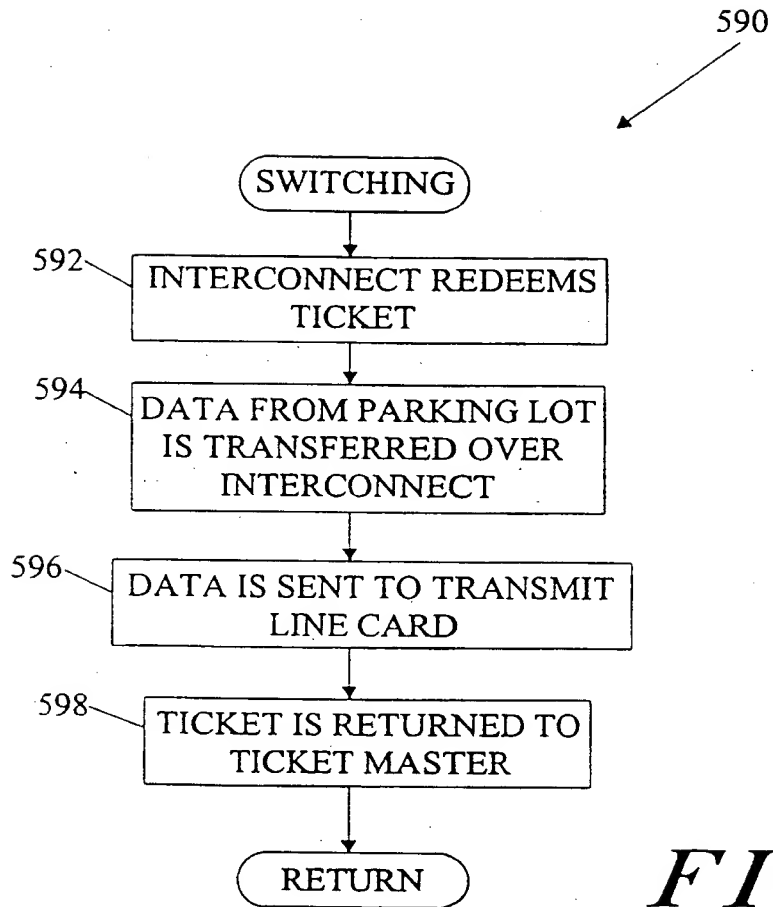 590
SWITCHING
592
INTERCONNECT REDEEMS
TICKET
594
DATA FROM PARKING LOT
IS TRANSFERRED OVER
INTERCONNECT
596
DATA IS SENT TO TRANSMIT
LINE CARD
598
TICKET IS RETURNED TO
TICKET MASTER
RETURN
FI